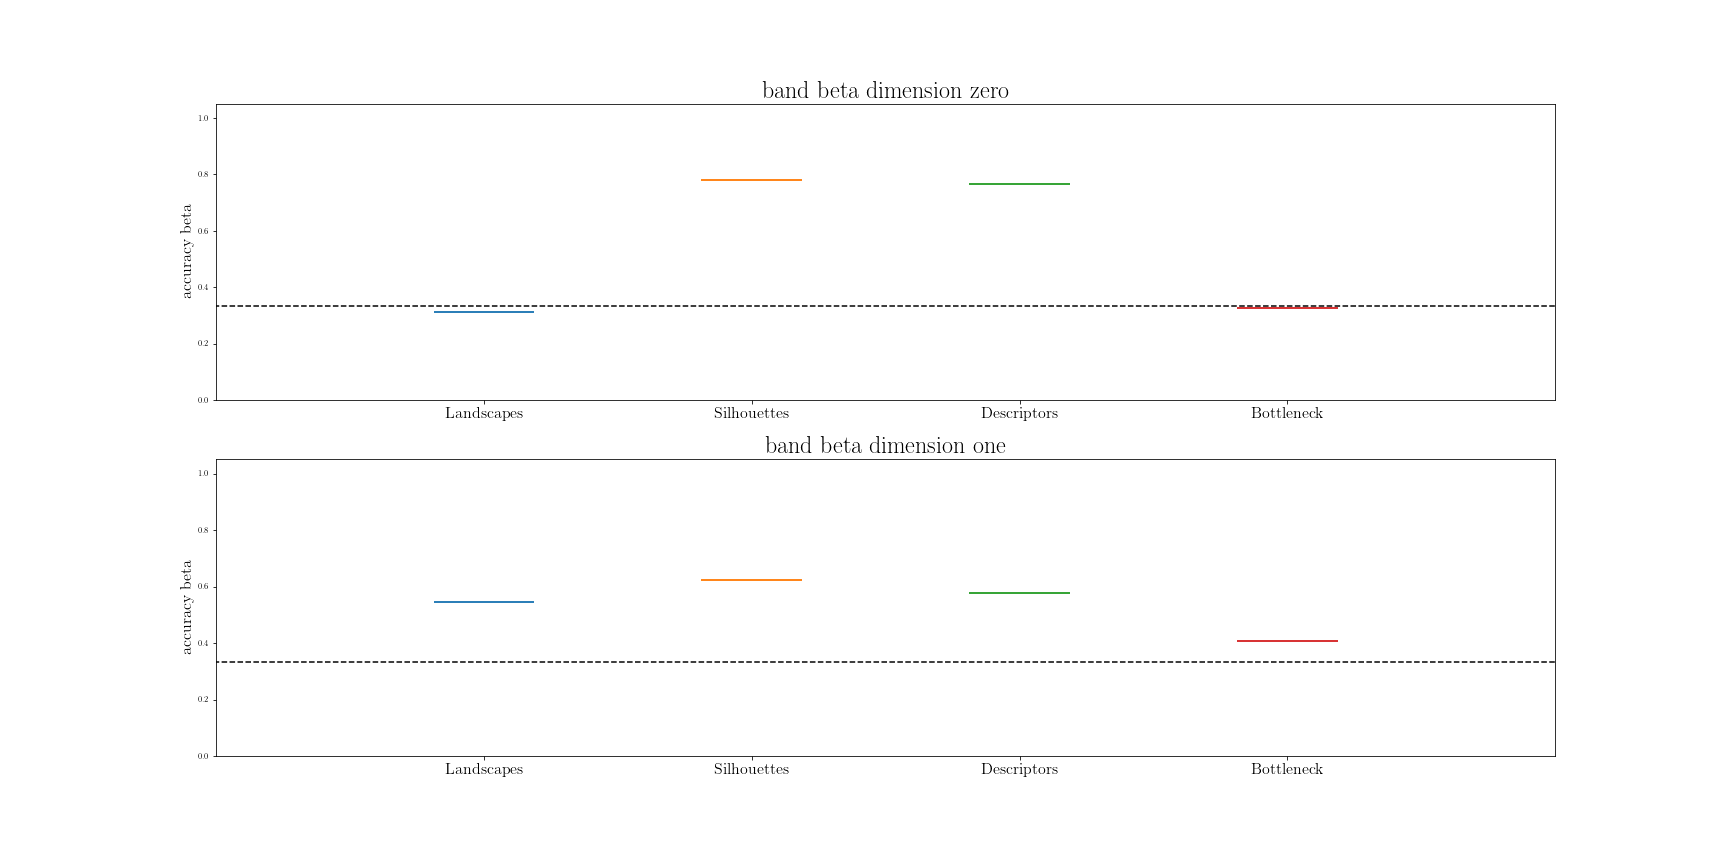 band beta dimension zero
accuracy beta
1.0
0.8
0.6
0.4
0.2
0.0
Landscapes Silhouettes Descriptors Bottleneck
band beta dimension one
accuracy beta
1.0
0.8
0.6
0.4
0.2
0.0
Landscapes Silhouettes Descriptors Bottleneck